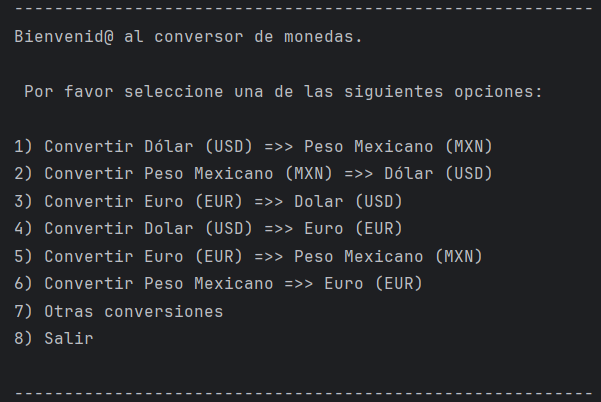 ----------------------------------------------------------
Bienvenid@ al conversor de monedas.
Por favor seleccione una de las siguientes opciones:
1) Convertir Dólar (USD) =>> Peso Mexicano (MXN)
2) Convertir Peso Mexicano (MXN) =>> Dólar (USD)
3) Convertir Euro (EUR) =>> Dolar (USD)
4) Convertir Dolar (USD) =>> Euro (EUR)
5) Convertir Euro (EUR) =>> Peso Mexicano (MXN)
6) Convertir Peso Mexicano =>> Euro (EUR)
7) Otras conversiones
8) Salir
----------------------------------------------------------